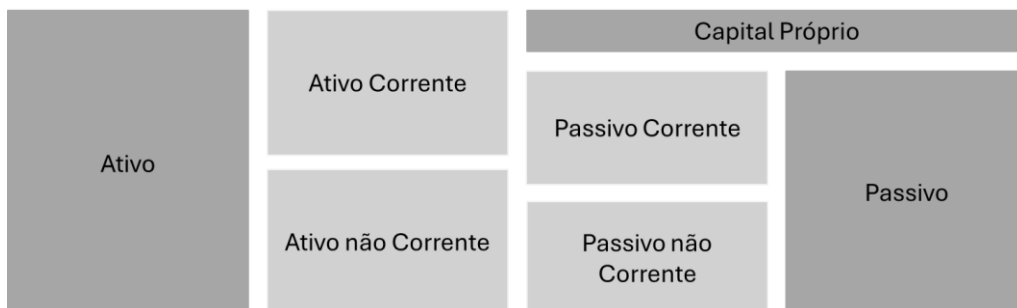 Ativo
Ativo Corrente
Ativo não Corrente
Capital Próprio
Passivo Corrente
Passivo não
Corrente
Passivo